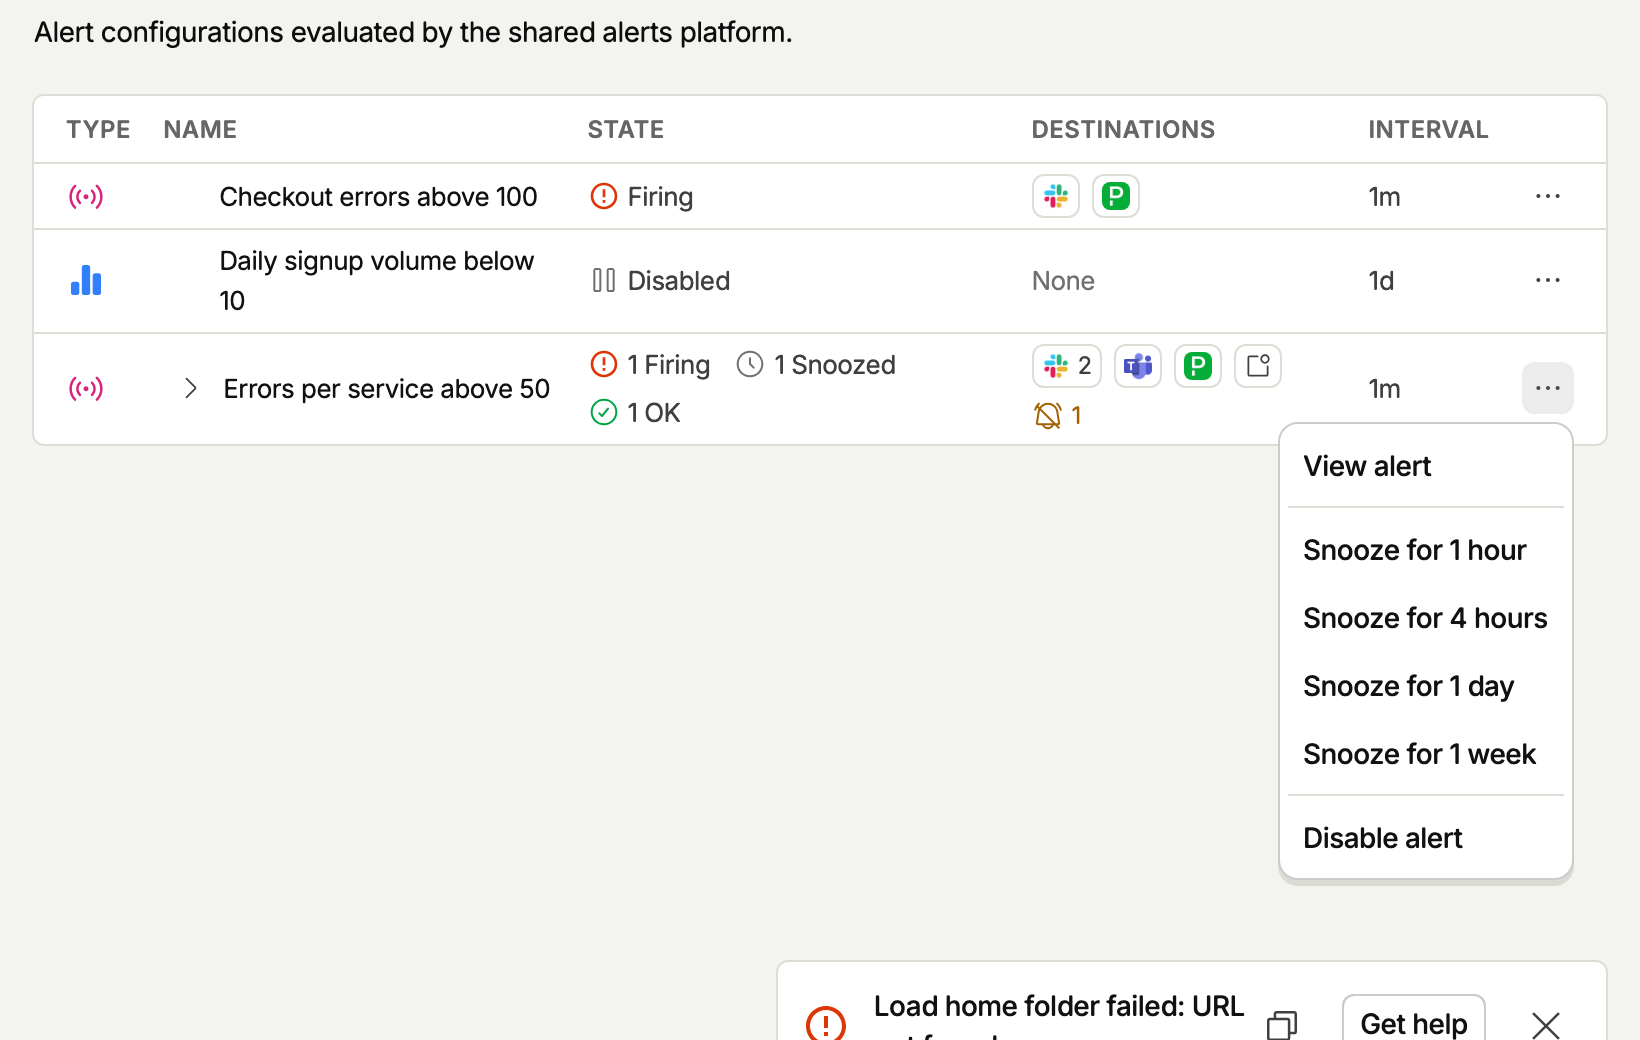 Alert configurations evaluated by the shared alerts platform.
TYPE NAME STATE DESTINATIONS INTERVAL
Checkout errors above 100 Firing 1m
Daily signup volume below
10
Disabled None 1d
Errors per service above 50
1 Firing 1 Snoozed
1 OK
2
1
1m
View alert
Snooze for 1 hour
Snooze for 4 hours
Snooze for 1 day
Snooze for 1 week
Disable alert
Load home folder failed: URL
Get help